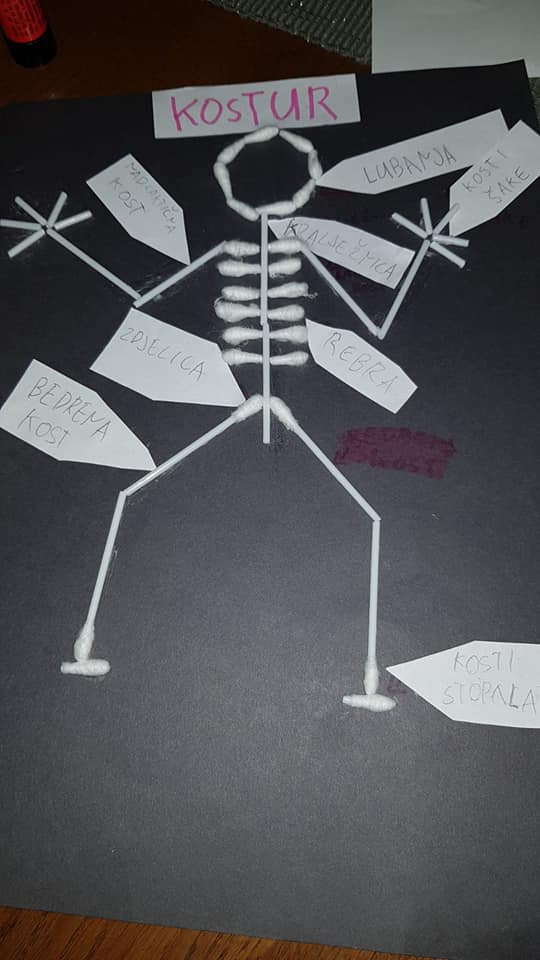 KOSTUR
LUBANJA
KOSTI
ŠAKE
NADLAKTIČNA
KOST
KRALJEŽNICA
ZDJELICA
REBRA
BEDRENA
KOST
KOSTI
STOPALA